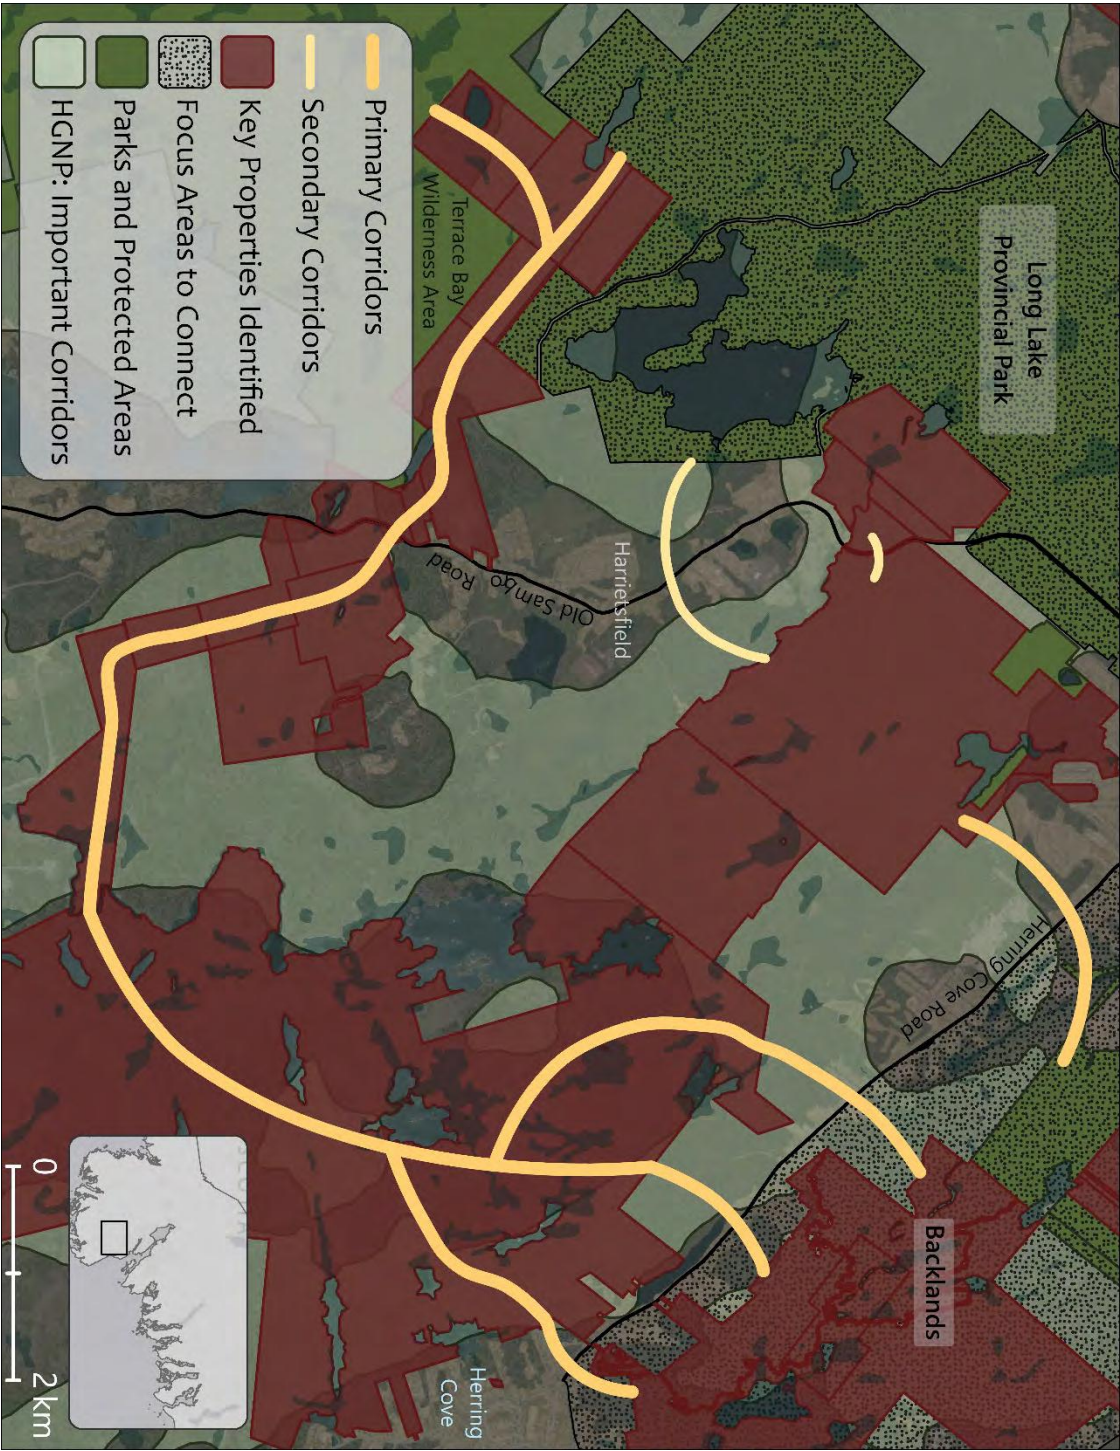 Long Lake
Provincial Park
Terrace Bay
Wilderness Area
Harrietsfield
Old Sambro
Road
Herring Cove Road
Backlands
Herring
Cove
Primary Corridors
Secondary Corridors
Key Properties Identified
Focus Areas to Connect
Parks and Protected Areas
HGNP: Important Corridors
0
2 km